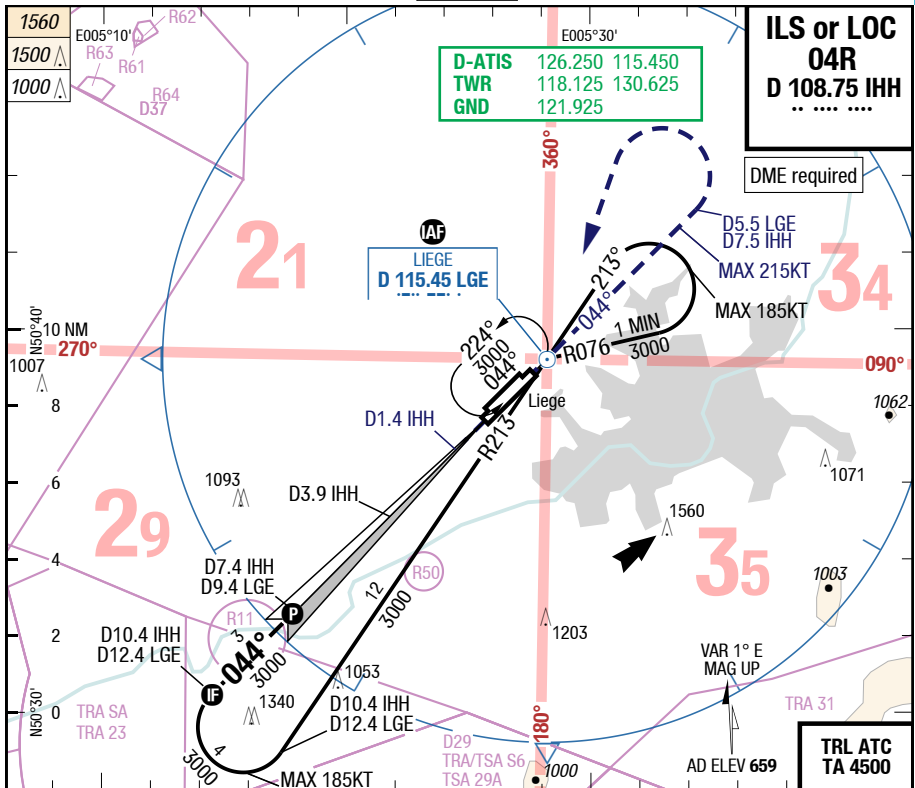 1560
1500
1000
R62
R63
R61
R64
D37
E005°10'
E005°30'
D-ATIS 126.250 115.450
TWR 118.125 130.625
GND 121.925
ILS or LOC
04R
D 108.75 IHH
DME required
360°
IAF
LIEGE
D 115.45 LGE
21
34
D5.5 LGE
D7.5 IHH
MAX 215KT
MAX 185KT
213°
044°
1 MIN
R076
3000
N50°40'
10 NM
270°
090°
1007
224°
3000
044°
Liege
R213
8
D1.4 IHH
1062
1071
6
1093
D3.9 IHH
1560
29
35
4
D7.4 IHH
D9.4 LGE
R50
P
R11
12
3000
1003
2
D10.4 IHH
D12.4 LGE
3
044°
3000
1203
IF
1053
VAR 1° E
MAG UP
N50°30'
0
1340
D10.4 IHH
D12.4 LGE
TRA SA
TRA 23
180°
TRA 31
4
3000
MAX 185KT
D29
TRA/TSA S6
TSA 29A
1000
AD ELEV 659
TRL ATC
TA 4500